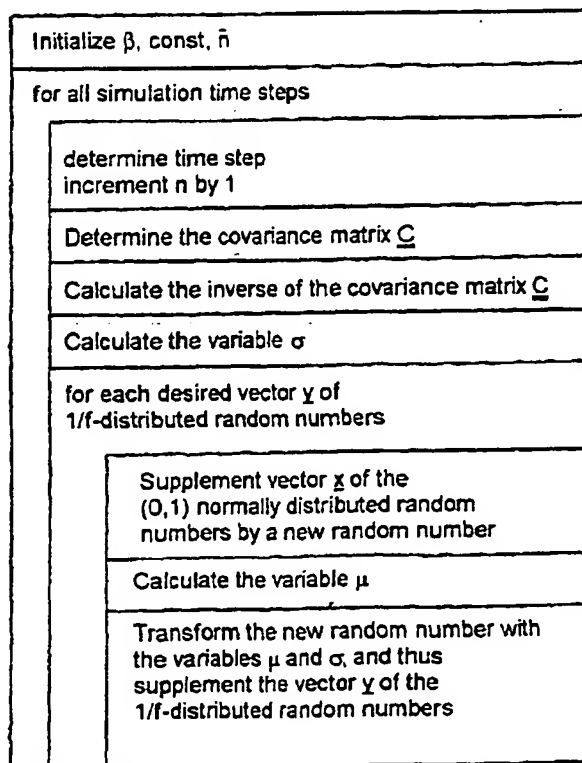 Initialize β, const, n̄
for all simulation time steps
determine time step
increment n by 1
Determine the covariance matrix C
Calculate the inverse of the covariance matrix C
Calculate the variable σ
for each desired vector y of
1/f-distributed random numbers
Supplement vector x of the
(0,1) normally distributed random
numbers by a new random number
Calculate the variable μ
Transform the new random number with
the variables μ and σ, and thus
supplement the vector y of the
1/f-distributed random numbers